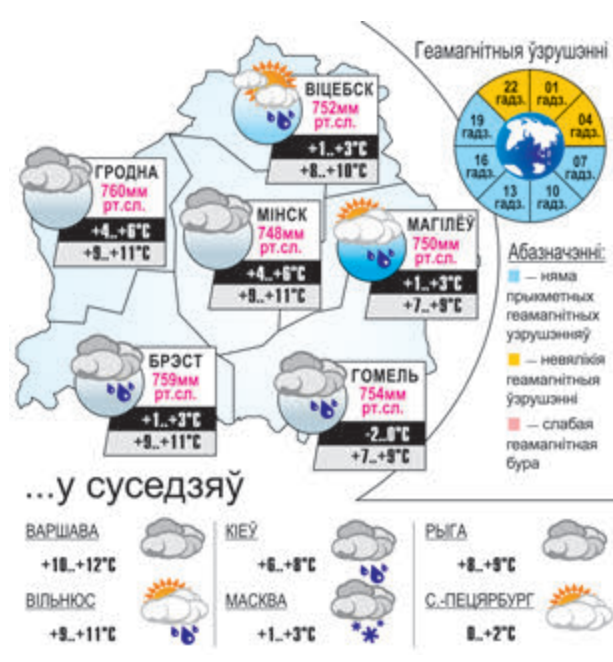 Геамагнітныя ўзрушэнні
22
гадз.
01
гадз.
19
гадз.
04
гадз.
16
гадз.
07
гадз.
13
гадз.
10
гадз.
ВІЦЕБСК
752мм
рт.сл.
+1..+3°C
+8..+10°C
ГРОДНА
760мм
рт.сл.
+4..+6°C
+9..+11°C
МІНСК
748мм
рт.сл.
+4..+6°C
+9..+11°C
МАГІЛЁЎ
750мм
рт.сл.
+1..+3°C
+7..+9°C
БРЭСТ
759мм
рт.сл.
+1..+3°C
+9..+11°C
ГОМЕЛЬ
754мм
рт.сл.
-2..0°C
+7..+9°C
Абазначэнні:
– няма
прыкметных
геамагнітных
узрушэнняў
– невялікія
геамагнітныя
ўзрушэнні
– слабая
геамагнітная
бура
...у суседзяў
ВАРШАВА
+10..+12°C
КІЕЎ
+6..+8°C
РЫГА
+8..+9°C
ВІЛЬНЮС
+9..+11°C
МАСКВА
+1..+3°C
С.-ПЕЦЯРБУРГ
0..+2°C